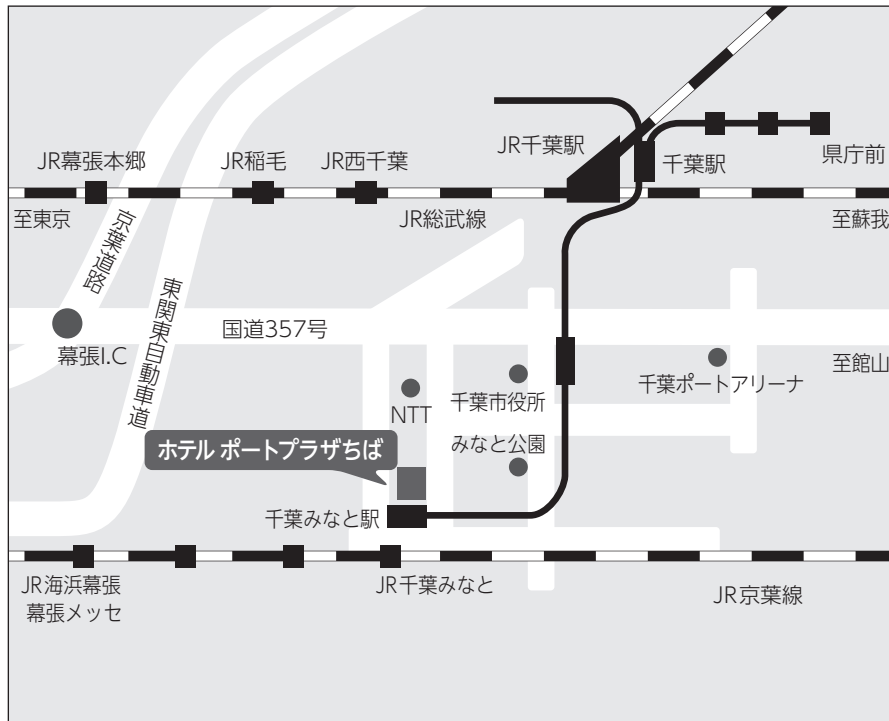 JR千葉駅
県庁前
千葉駅
JR幕張本郷
JR稲毛
JR西千葉
至東京
JR総武線
至蘇我
京葉道路
東関東自動車道
国道357号
幕張I.C
至館山
千葉ポートアリーナ
千葉市役所
NTT
みなと公園
ホテル ポートプラザちば
千葉みなと駅
JR海浜幕張
幕張メッセ
JR千葉みなと
JR京葉線